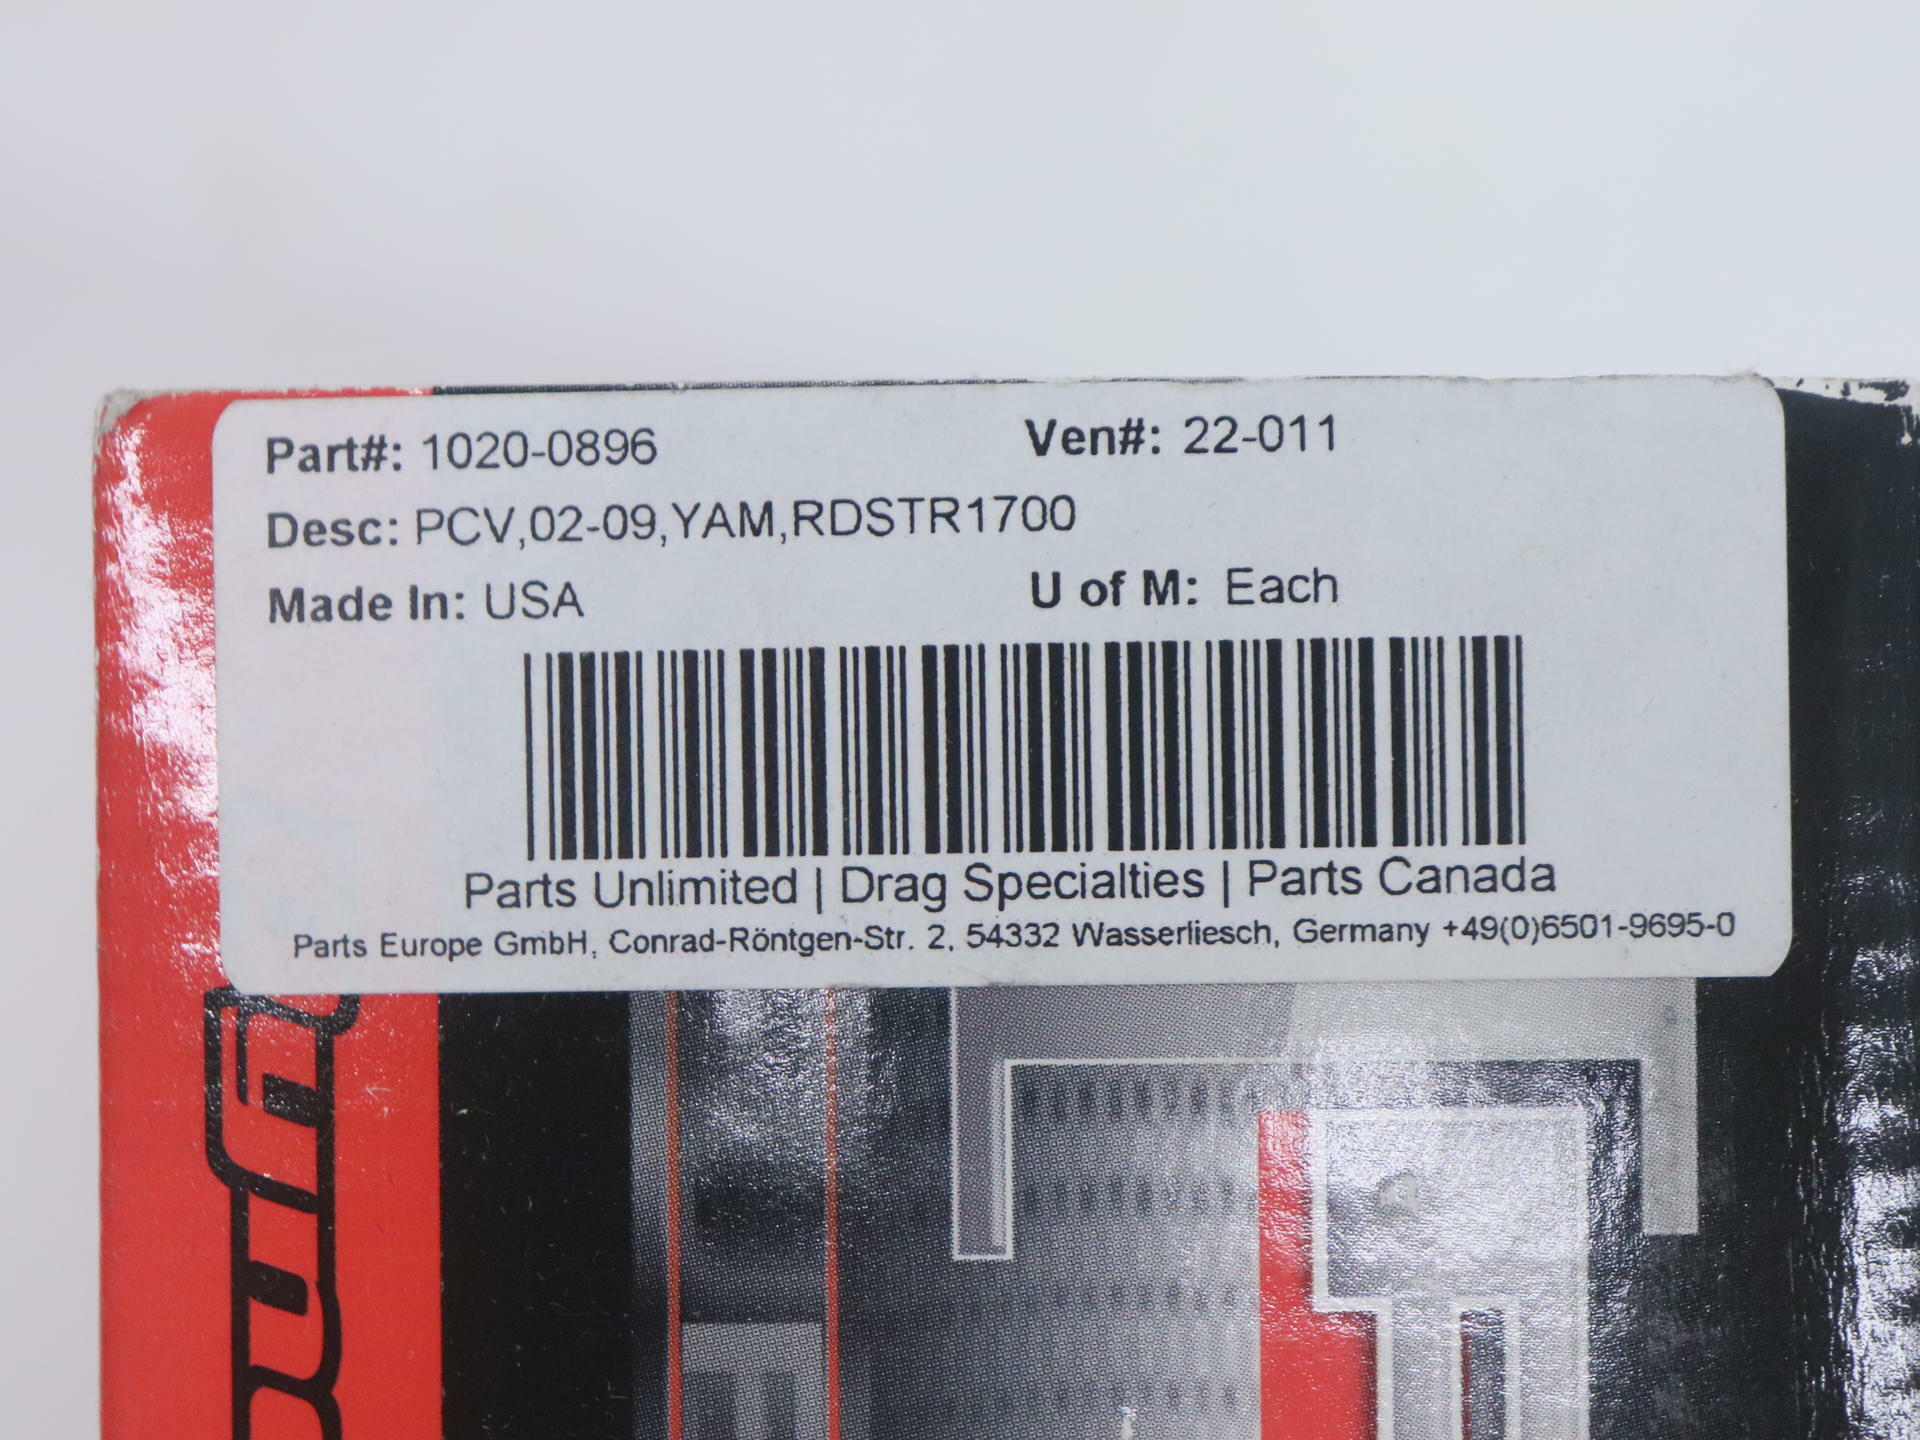 Part#: 1020-0896 Ven#: 22-011
Desc: PCV,02-09,YAM,RDSTR1700
Made In: USA U of M: Each
Parts Unlimited | Drag Specialties | Parts Canada
Parts Europe GmbH, Conrad-Röntgen-Str. 2, 54332 Wasserliesch, Germany +49(0)6501-9695-0